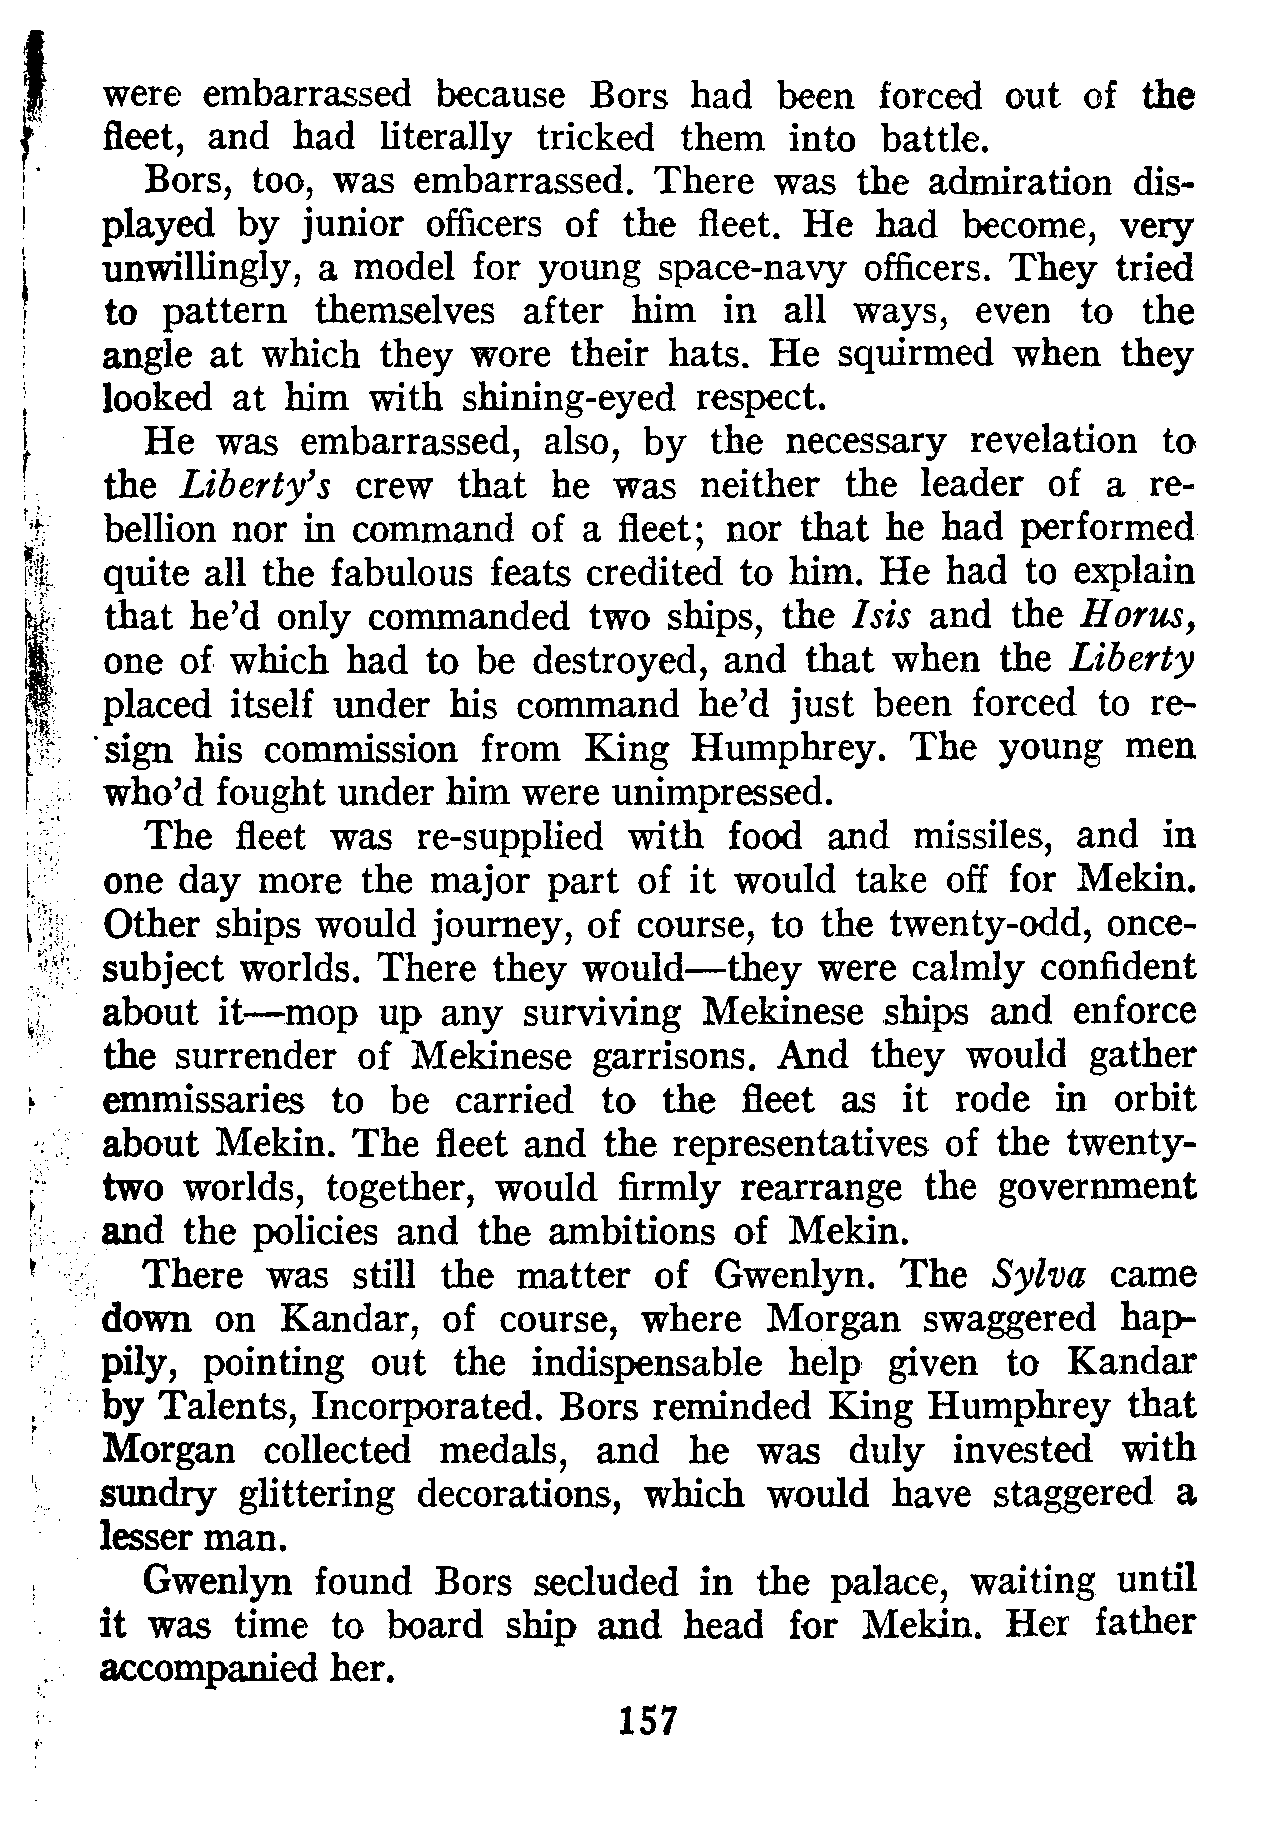 were embarrassed because Bors had been forced out of the
fleet, and had literally tricked them into battle.
Bors, too, was embarrassed. There was the admiration dis-
played by junior officers of the fleet. He had become, very
unwillingly, a model for young space-navy officers. They tried
to pattern themselves after him in all ways, even to the
angle at which they wore their hats. He squirmed when they
looked at him with shining-eyed respect.
He was embarrassed, also, by the necessary revelation to
the Liberty's crew that he was neither the leader of a re-
bellion nor in command of a fleet; nor that he had performed
quite all the fabulous feats credited to him. He had to explain
that he'd only commanded two ships, the Isis and the Horus,
one of which had to be destroyed, and that when the Liberty
placed itself under his command he'd just been forced to re-
sign his commission from King Humphrey. The young men
who'd fought under him were unimpressed.
The fleet was re-supplied with food and missiles, and in
one day more the major part of it would take off for Mekin.
Other ships would journey, of course, to the twenty-odd, once-
subject worlds. There they would—they were calmly confident
about it—mop up any surviving Mekinese ships and enforce
the surrender of Mekinese garrisons. And they would gather
emmissaries to be carried to the fleet as it rode in orbit
about Mekin. The fleet and the representatives of the twenty-
two worlds, together, would firmly rearrange the government
and the policies and the ambitions of Mekin.
There was still the matter of Gwenlyn. The Sylva came
down on Kandar, of course, where Morgan swaggered hap-
pily, pointing out the indispensable help given to Kandar
by Talents, Incorporated. Bors reminded King Humphrey that
Morgan collected medals, and he was duly invested with
sundry glittering decorations, which would have staggered a
lesser man.
Gwenlyn found Bors secluded in the palace, waiting until
it was time to board ship and head for Mekin. Her father
accompanied her.
157